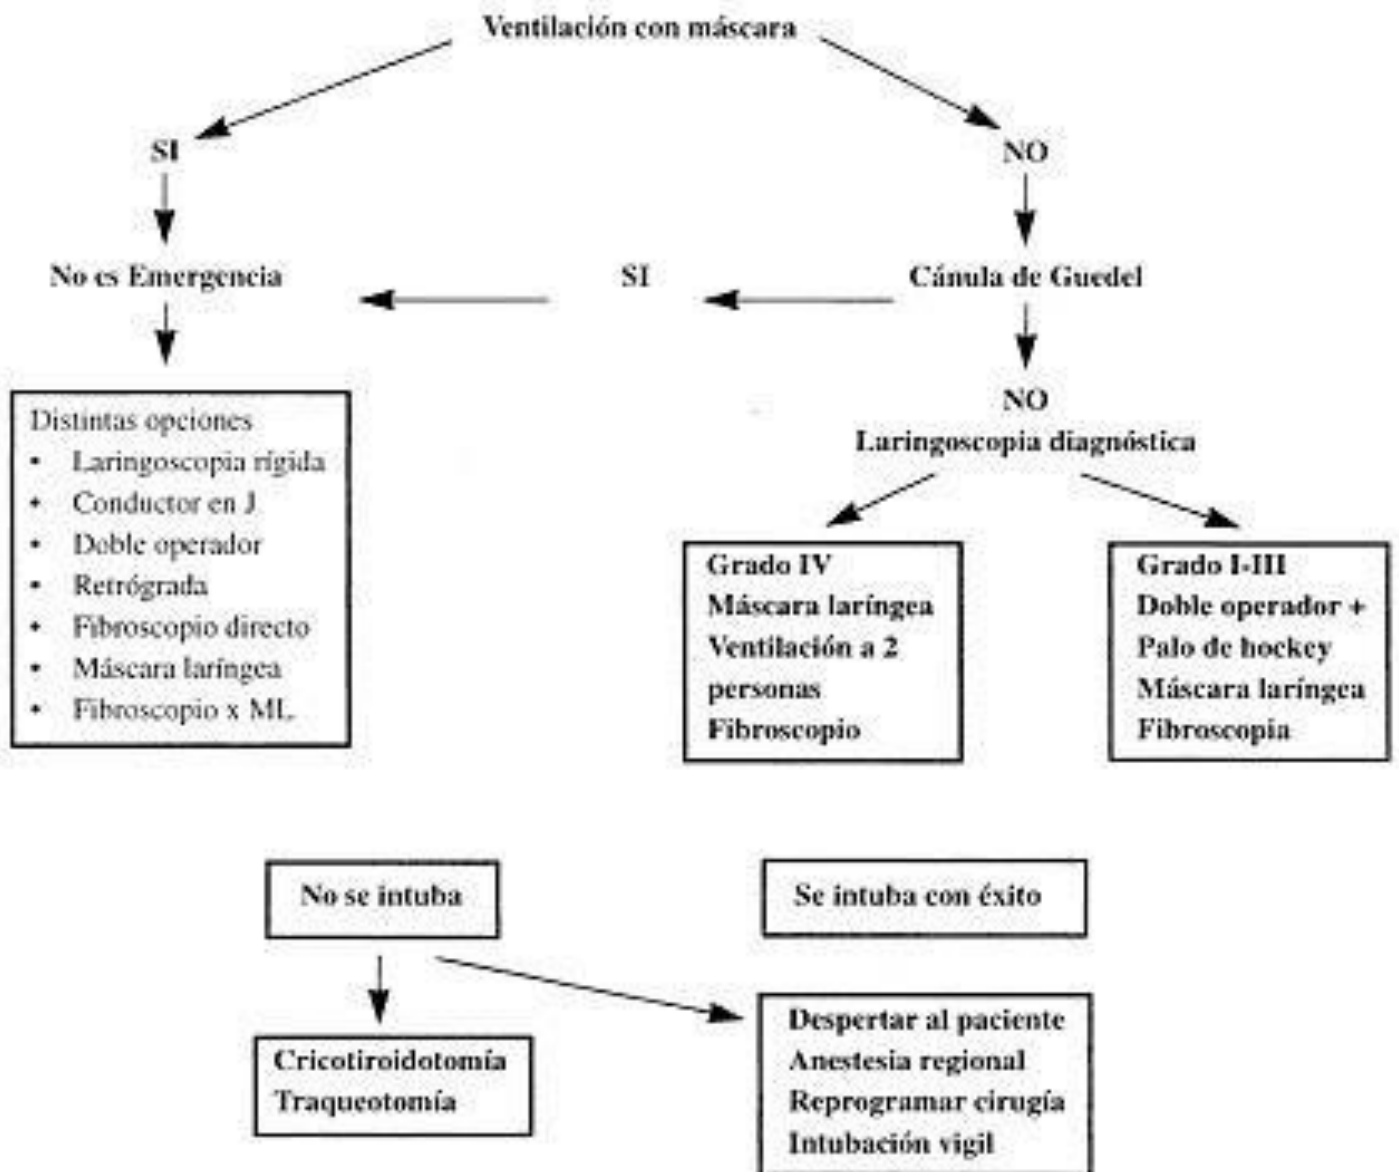 Ventilación con máscara
SI
NO
No es Emergencia
SI
Cánula de Guedel
NO
Laringoscopia diagnóstica
Distintas opciones
• Laringoscopia rígida
• Conductor en J
• Doble operador
• Retrógrada
• Fibroscopio directo
• Máscara laríngea
• Fibroscopio x ML
Grado IV
Máscara laríngea
Ventilación a 2
personas
Fibroscopio
Grado I-III
Doble operador +
Palo de hockey
Máscara laríngea
Fibroscopia
No se intuba
Se intuba con éxito
Cricotiroidotomía
Traqueotomía
Despertar al paciente
Anestesia regional
Reprogramar cirugía
Intubación vigil